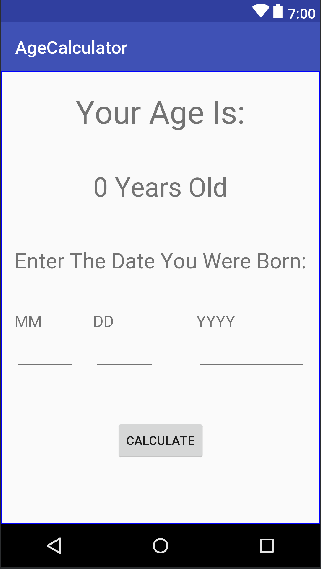 7:00
AgeCalculator
Your Age Is:
0 Years Old
Enter The Date You Were Born:
MM DD YYYY
CALCULATE